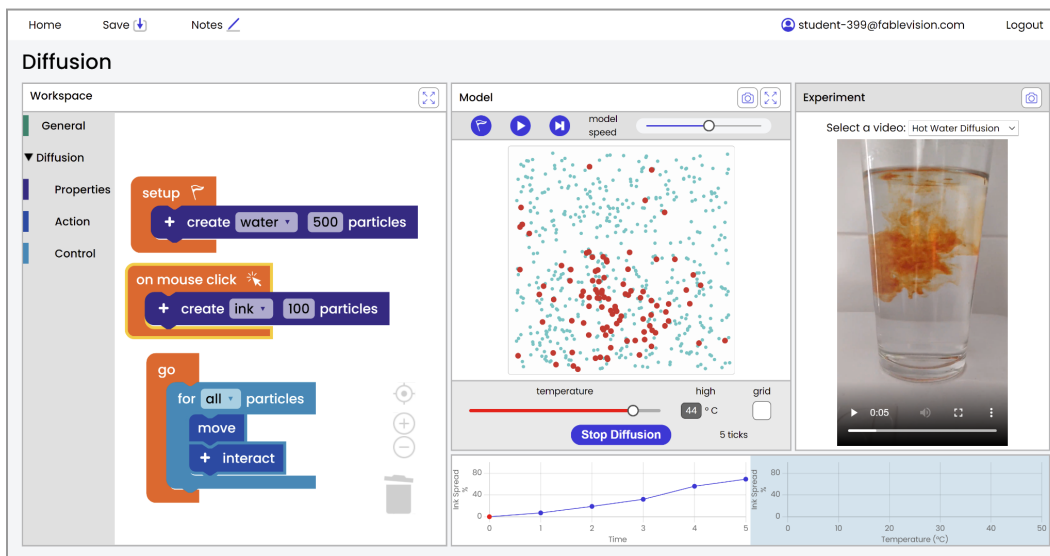 Home Save Notes student-399@fablevision.com Logout
Diffusion
Workspace
General
Diffusion
Properties
Action
Control
setup
+ create water 500 particles
on mouse click
+ create ink 100 particles
go
for all particles
move
+ interact
Model
model
speed
temperature high grid
44 °C
Stop Diffusion 5 ticks
Experiment
Select a video: Hot Water Diffusion
0:05
Ink Spread
%
80
40
0
0 1 2 3 4 5
Time
Ink Spread
%
80
40
0
0 10 20 30 40 50
Temperature (°C)